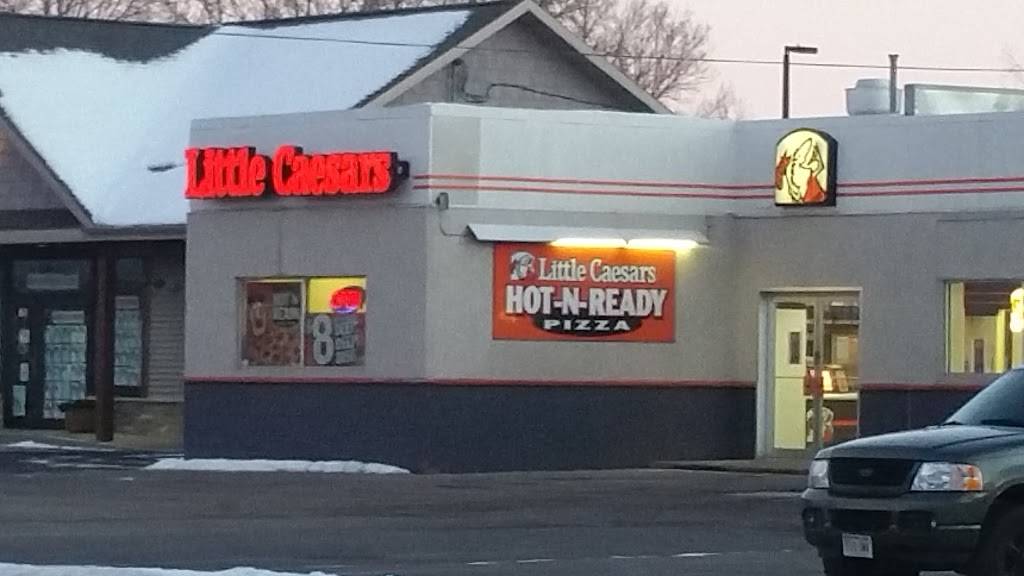 Little Caesars
Little Caesars
HOT-N-READY
PIZZA
8